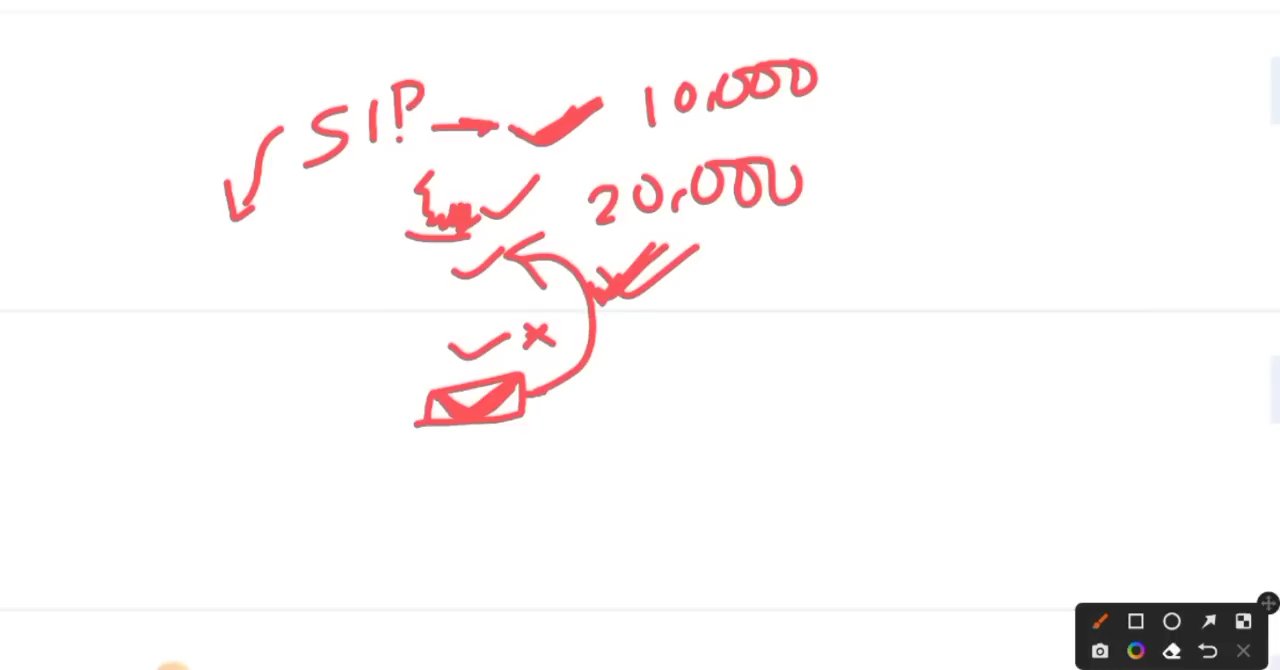 SIP → ✓ 10,000
✓ 20,000
✓
✓ ×